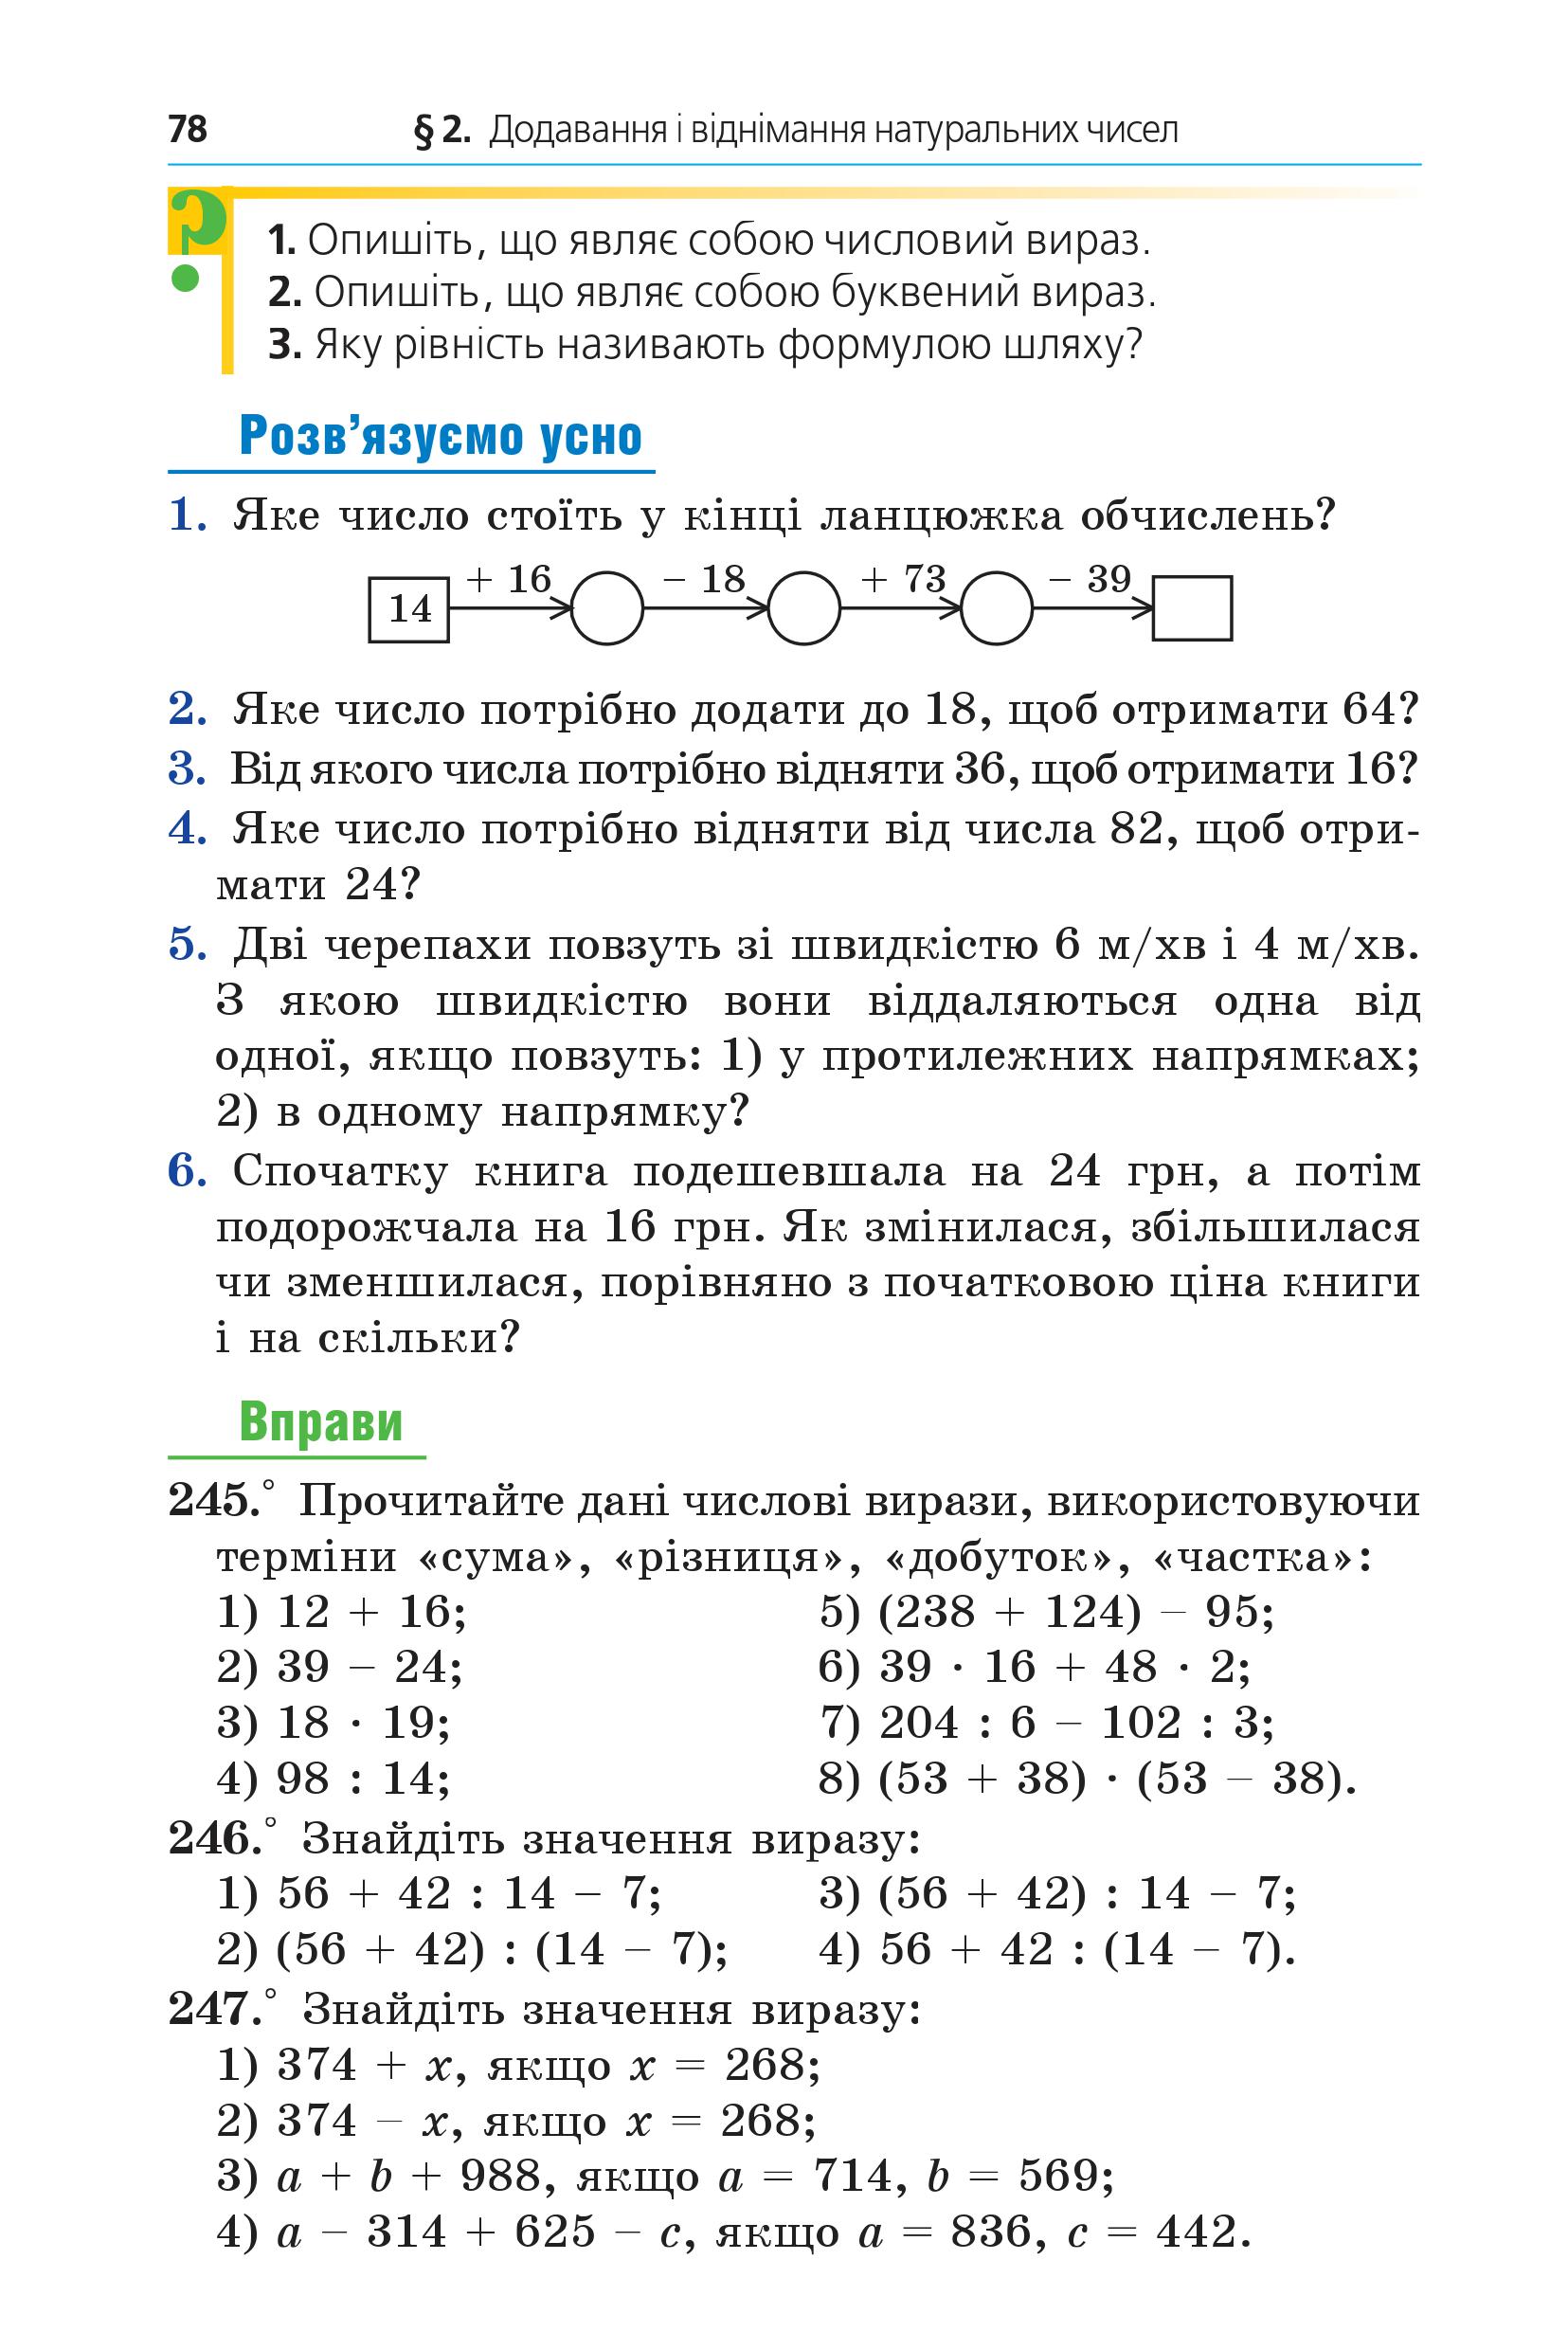 78 § 2. Додавання і віднімання натуральних чисел
?
1. Опишіть, що являє собою числовий вираз.
2. Опишіть, що являє собою буквений вираз.
3. Яку рівність називають формулою шляху?
Розв’язуємо усно
1. Яке число стоїть у кінці ланцюжка обчислень?
14 + 16 – 18 + 73 – 39
2. Яке число потрібно додати до 18, щоб отримати 64?
3. Від якого числа потрібно відняти 36, щоб отримати 16?
4. Яке число потрібно відняти від числа 82, щоб отри-
мати 24?
5. Дві черепахи повзуть зі швидкістю 6 м/хв і 4 м/хв.
З якою швидкістю вони віддаляються одна від
одної, якщо повзуть: 1) у протилежних напрямках;
2) в одному напрямку?
6. Спочатку книга подешевшала на 24 грн, а потім
подорожчала на 16 грн. Як змінилася, збільшилася
чи зменшилася, порівняно з початковою ціна книги
і на скільки?
Вправи
245.° Прочитайте дані числові вирази, використовуючи
терміни «сума», «різниця», «добуток», «частка»:
1) 12 + 16; 5) (238 + 124) – 95;
2) 39 – 24; 6) 39 · 16 + 48 · 2;
3) 18 · 19; 7) 204 : 6 – 102 : 3;
4) 98 : 14; 8) (53 + 38) · (53 – 38).
246.° Знайдіть значення виразу:
1) 56 + 42 : 14 – 7; 3) (56 + 42) : 14 – 7;
2) (56 + 42) : (14 – 7); 4) 56 + 42 : (14 – 7).
247.° Знайдіть значення виразу:
1) 374 + x, якщо x = 268;
2) 374 – x, якщо x = 268;
3) a + b + 988, якщо a = 714, b = 569;
4) a – 314 + 625 – c, якщо a = 836, c = 442.